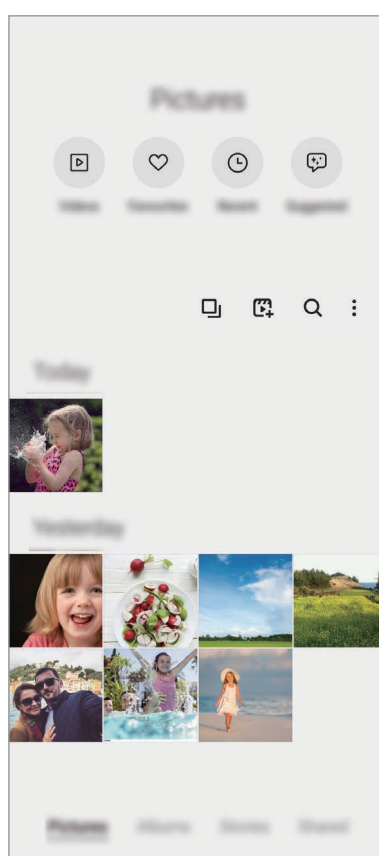 Pictures
Videos Favourites Recent Suggested
Today
Yesterday
Pictures Albums Stories Shared